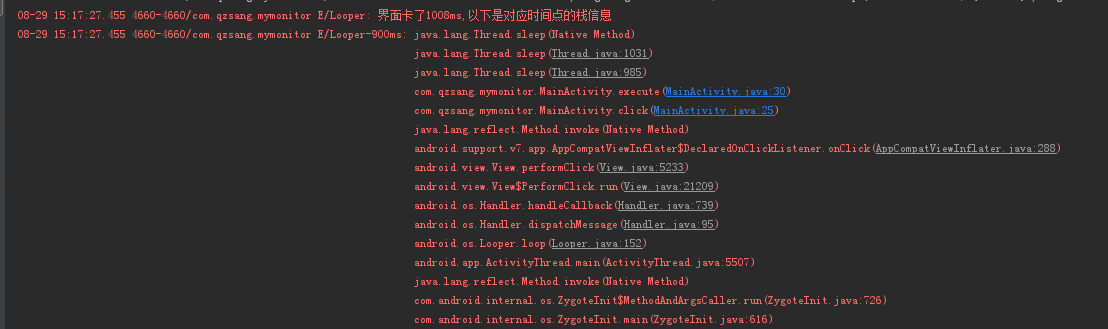 08-29 15:17:27.455 4660-4660/com.qzsang.mymonitor E/Looper: 界面卡了1008ms,以下是对应时间点的栈信息
08-29 15:17:27.455 4660-4660/com.qzsang.mymonitor E/Looper-900ms: java.lang.Thread.sleep(Native Method)
java.lang.Thread.sleep(Thread.java:1031)
java.lang.Thread.sleep(Thread.java:985)
com.qzsang.mymonitor.MainActivity.execute(MainActivity.java:30)
com.qzsang.mymonitor.MainActivity.click(MainActivity.java:25)
java.lang.reflect.Method.invoke(Native Method)
android.support.v7.app.AppCompatViewInflater$DeclaredOnClickListener.onClick(AppCompatViewInflater.java:288)
android.view.View.performClick(View.java:5233)
android.view.View$PerformClick.run(View.java:21209)
android.os.Handler.handleCallback(Handler.java:739)
android.os.Handler.dispatchMessage(Handler.java:95)
android.os.Looper.loop(Looper.java:152)
android.app.ActivityThread.main(ActivityThread.java:5507)
java.lang.reflect.Method.invoke(Native Method)
com.android.internal.os.ZygoteInit$MethodAndArgsCaller.run(ZygoteInit.java:726)
com.android.internal.os.ZygoteInit.main(ZygoteInit.java:616)